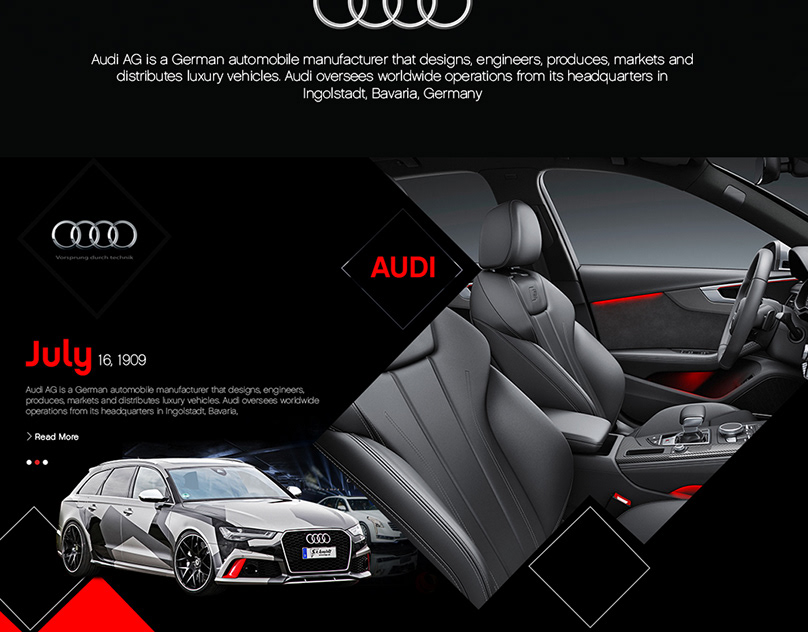 Audi AG is a German automobile manufacturer that designs, engineers, produces, markets and
distributes luxury vehicles. Audi oversees worldwide operations from its headquarters in
Ingolstadt, Bavaria, Germany
Vorsprung durch technik
AUDI
July 16, 1909
Audi AG is a German automobile manufacturer that designs, engineers,
produces, markets and distributes luxury vehicles. Audi oversees worldwide
operations from its headquarters in Ingolstadt, Bavaria,
Read More